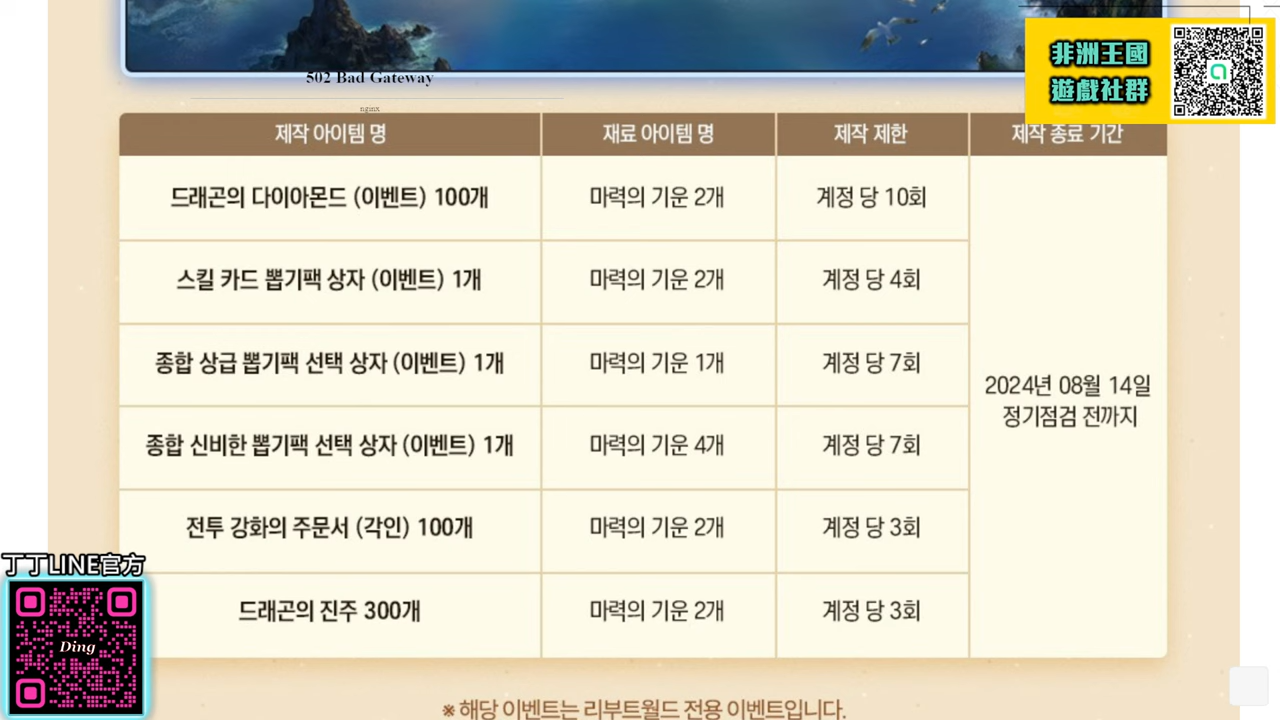 502 Bad Gateway
nginx
非洲王國
遊戲社群
제작 아이템 명 재료 아이템 명 제작 제한 제작 종료 기간
드래곤의 다이아몬드 (이벤트) 100개 마력의 기운 2개 계정 당 10회
스킬 카드 뽑기팩 상자 (이벤트) 1개 마력의 기운 2개 계정 당 4회
종합 상급 뽑기팩 선택 상자 (이벤트) 1개 마력의 기운 1개 계정 당 7회
2024년 08월 14일
정기점검 전까지
종합 신비한 뽑기팩 선택 상자 (이벤트) 1개 마력의 기운 4개 계정 당 7회
전투 강화의 주문서 (각인) 100개 마력의 기운 2개 계정 당 3회
드래곤의 진주 300개 마력의 기운 2개 계정 당 3회
丁丁LINE官方
Ding
※ 해당 이벤트는 리부트월드 전용 이벤트입니다.